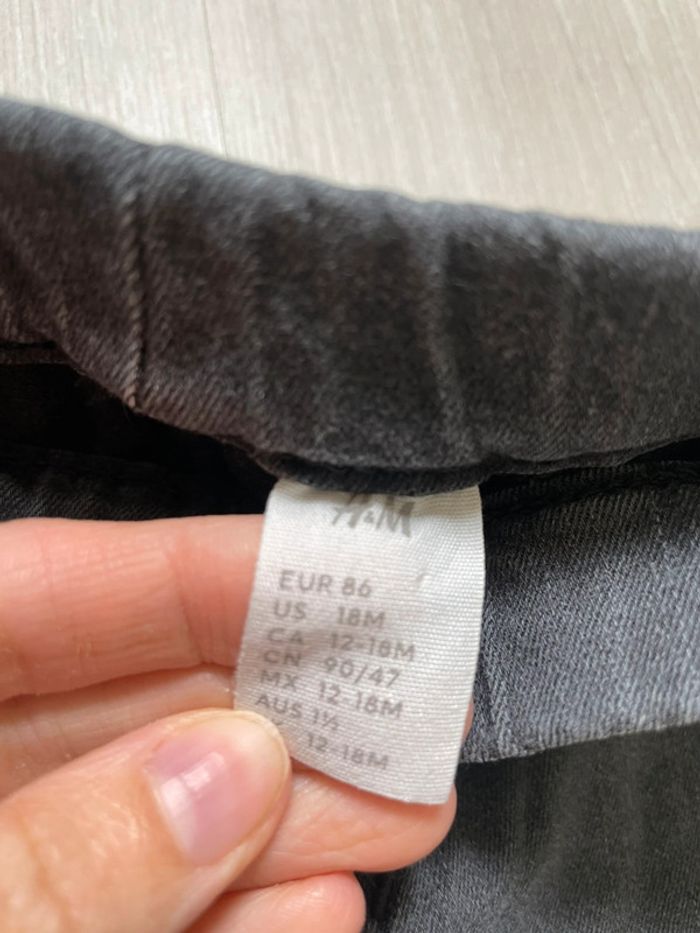 H&M
EUR 86
US 18M
CA 12-18M
CN 90/47
MX 12-18M
AUS 1½
12-18M